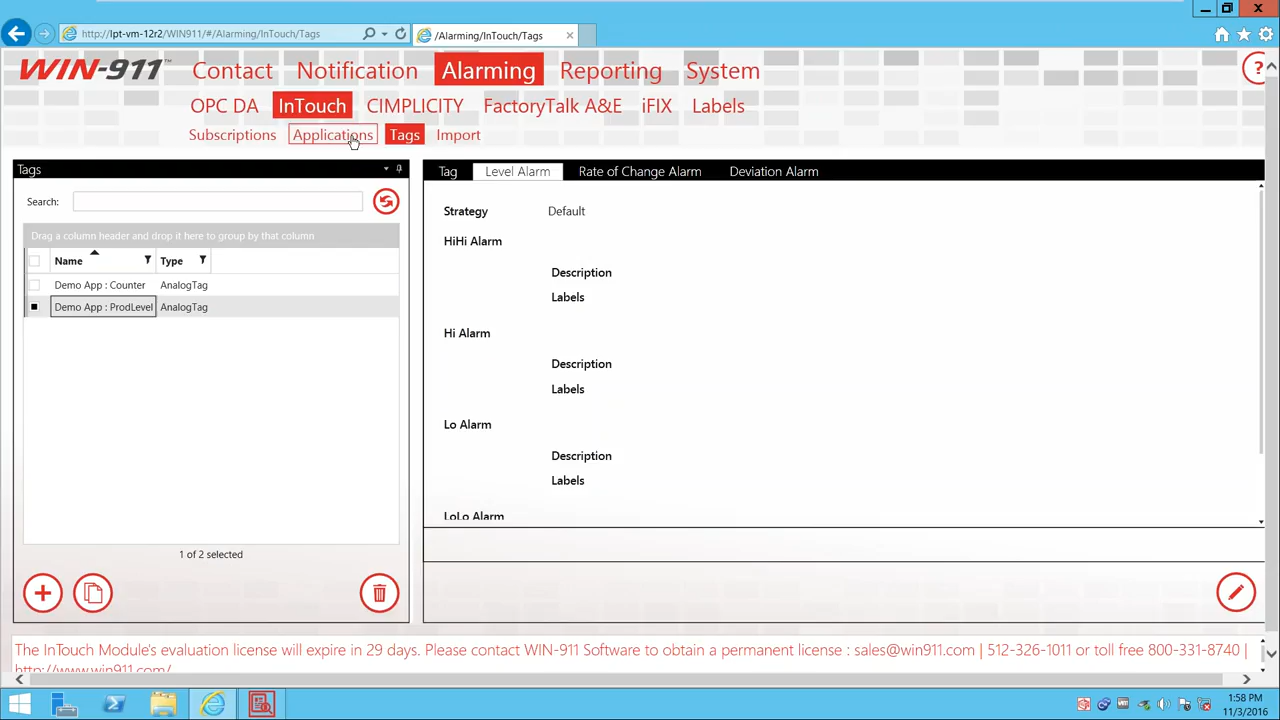 http://lpt-vm-12r2/WIN911/#/Alarming/InTouch/Tags
/Alarming/InTouch/Tags
WIN-911™ Contact Notification Alarming Reporting System ?
OPC DA InTouch CIMPLICITY FactoryTalk A&E iFIX Labels
Subscriptions Applications Tags Import
Tags
Search:
Drag a column header and drop it here to group by that column
Name Type
Demo App : Counter AnalogTag
Demo App : ProdLevel AnalogTag
1 of 2 selected
Tag Level Alarm Rate of Change Alarm Deviation Alarm
Strategy Default
HiHi Alarm
Description
Labels
Hi Alarm
Description
Labels
Lo Alarm
Description
Labels
LoLo Alarm
The InTouch Module's evaluation license will expire in 29 days. Please contact WIN-911 Software to obtain a permanent license : sales@win911.com | 512-326-1011 or toll free 800-331-8740 |
http://www.win911.com/
1:58 PM
11/3/2016